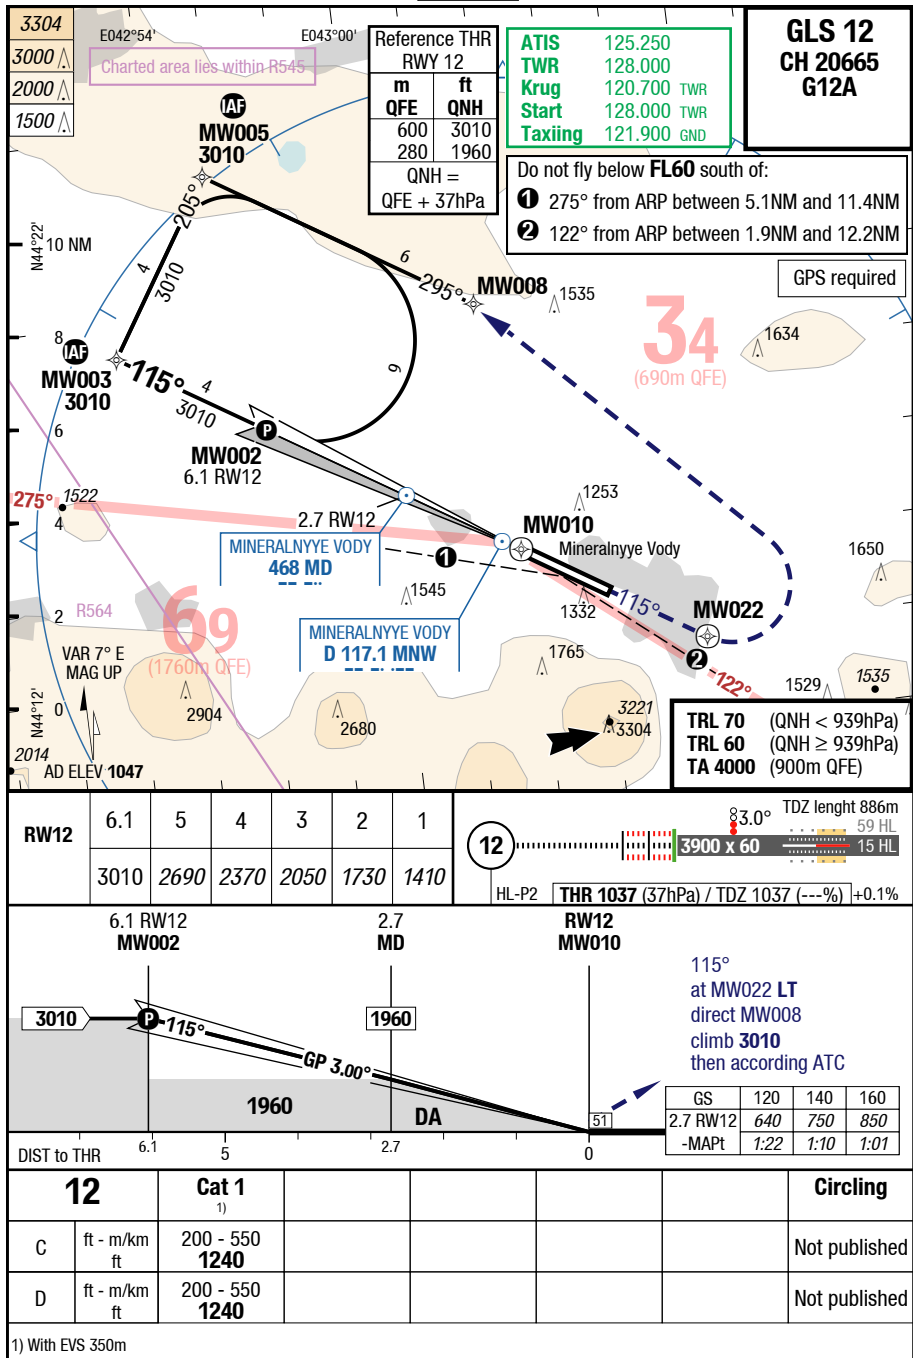 3304
3000
2000
1500
E042°54'
E043°00'
Charted area lies within R545
Reference THR
RWY 12
m ft
QFE QNH
600 3010
280 1960
QNH =
QFE + 37hPa
ATIS 125.250
TWR 128.000
Krug 120.700 TWR
Start 128.000 TWR
Taxiing 121.900 GND
GLS 12
CH 20665
G12A
Do not fly below FL60 south of:
1 275° from ARP between 5.1NM and 11.4NM
2 122° from ARP between 1.9NM and 12.2NM
GPS required
IAF
MW005
3010
205°
N44°22'
10 NM
4
3010
6
295°
MW008
1535
34
(690m QFE)
1634
8
IAF
MW003
3010
115°
4
3010
9
6
P
MW002
6.1 RW12
275°
1522
4
2.7 RW12
1253
MW010
Mineralnyye Vody
MINERALNYYE VODY
468 MD
1
1545
1650
R564
69
(1760m QFE)
2
1332
115°
MW022
MINERALNYYE VODY
D 117.1 MNW
2
122°
VAR 7° E
MAG UP
1765
1529
1535
N44°12'
0
2904
2680
3221
3304
2014
AD ELEV 1047
TRL 70 (QNH < 939hPa)
TRL 60 (QNH ≥ 939hPa)
TA 4000 (900m QFE)
RW12 6.1 5 4 3 2 1
3010 2690 2370 2050 1730 1410
12
3.0°
TDZ lenght 886m
59 HL
3900 x 60
15 HL
HL-P2
THR 1037 (37hPa) / TDZ 1037 (---%) +0.1%
6.1 RW12 2.7 RW12
MW002 MD MW010
3010
P
115°
GP 3.00°
1960
1960
DA
51
115°
at MW022 LT
direct MW008
climb 3010
then according ATC
GS 120 140 160
2.7 RW12 640 750 850
-MAPt 1:22 1:10 1:01
DIST to THR 6.1 5 2.7 0
12 Cat 1 Circling
1)
C ft - m/km 200 - 550 Not published
ft 1240
D ft - m/km 200 - 550 Not published
ft 1240
1) With EVS 350m